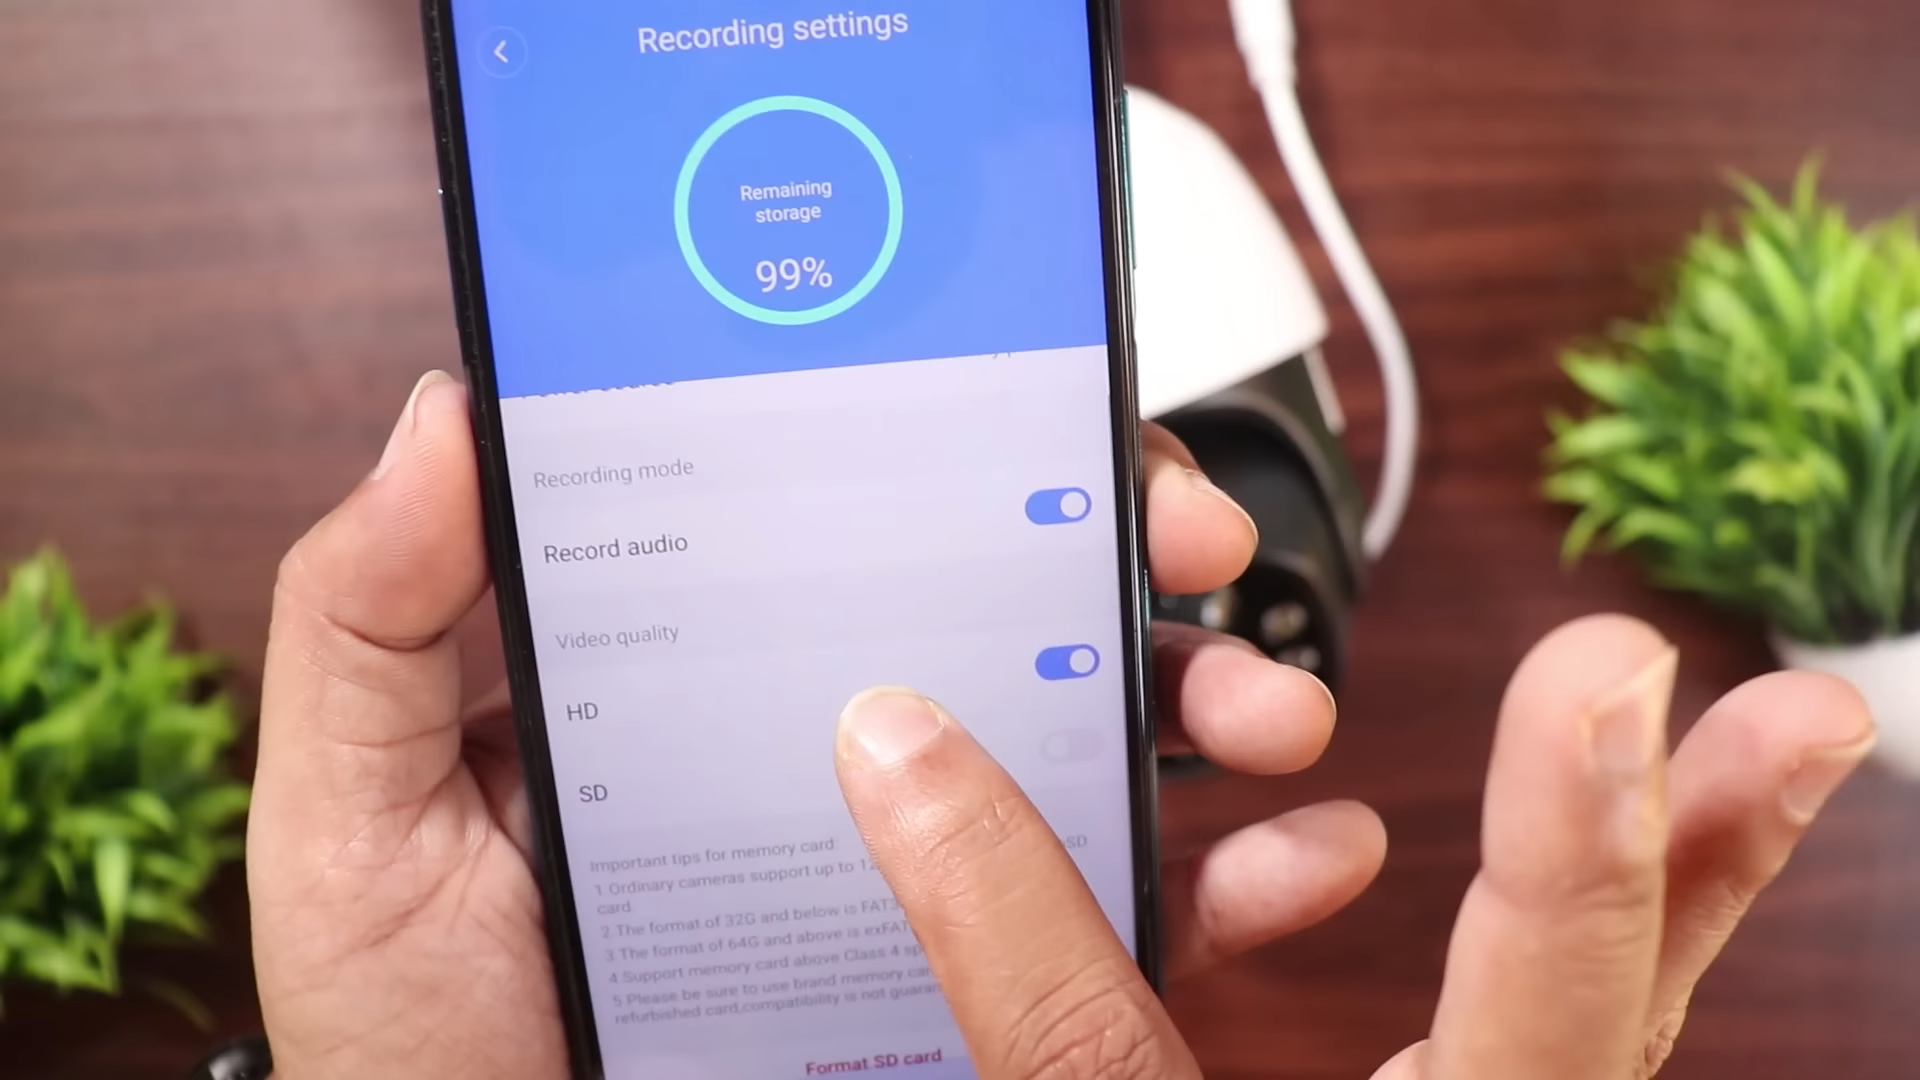 Recording settings
Remaining
storage
99%
Recording mode
Record audio
Video quality
HD
SD
Important tips for memory card
1.Ordinary cameras support up to
SD
card.
2.The format of 32G and below is
3.The format of 64G and above is exFAT
4.Support memory card above Class 4
5.Please be sure to use brand memory
refurbished card,compatibility is not
Format SD card